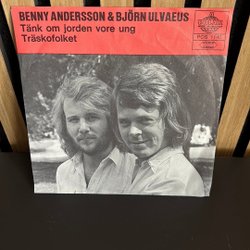 BENNY ANDERSSON & BJÖRN ULVAEUS
Tänk om jorden vore ung
Träskofolket